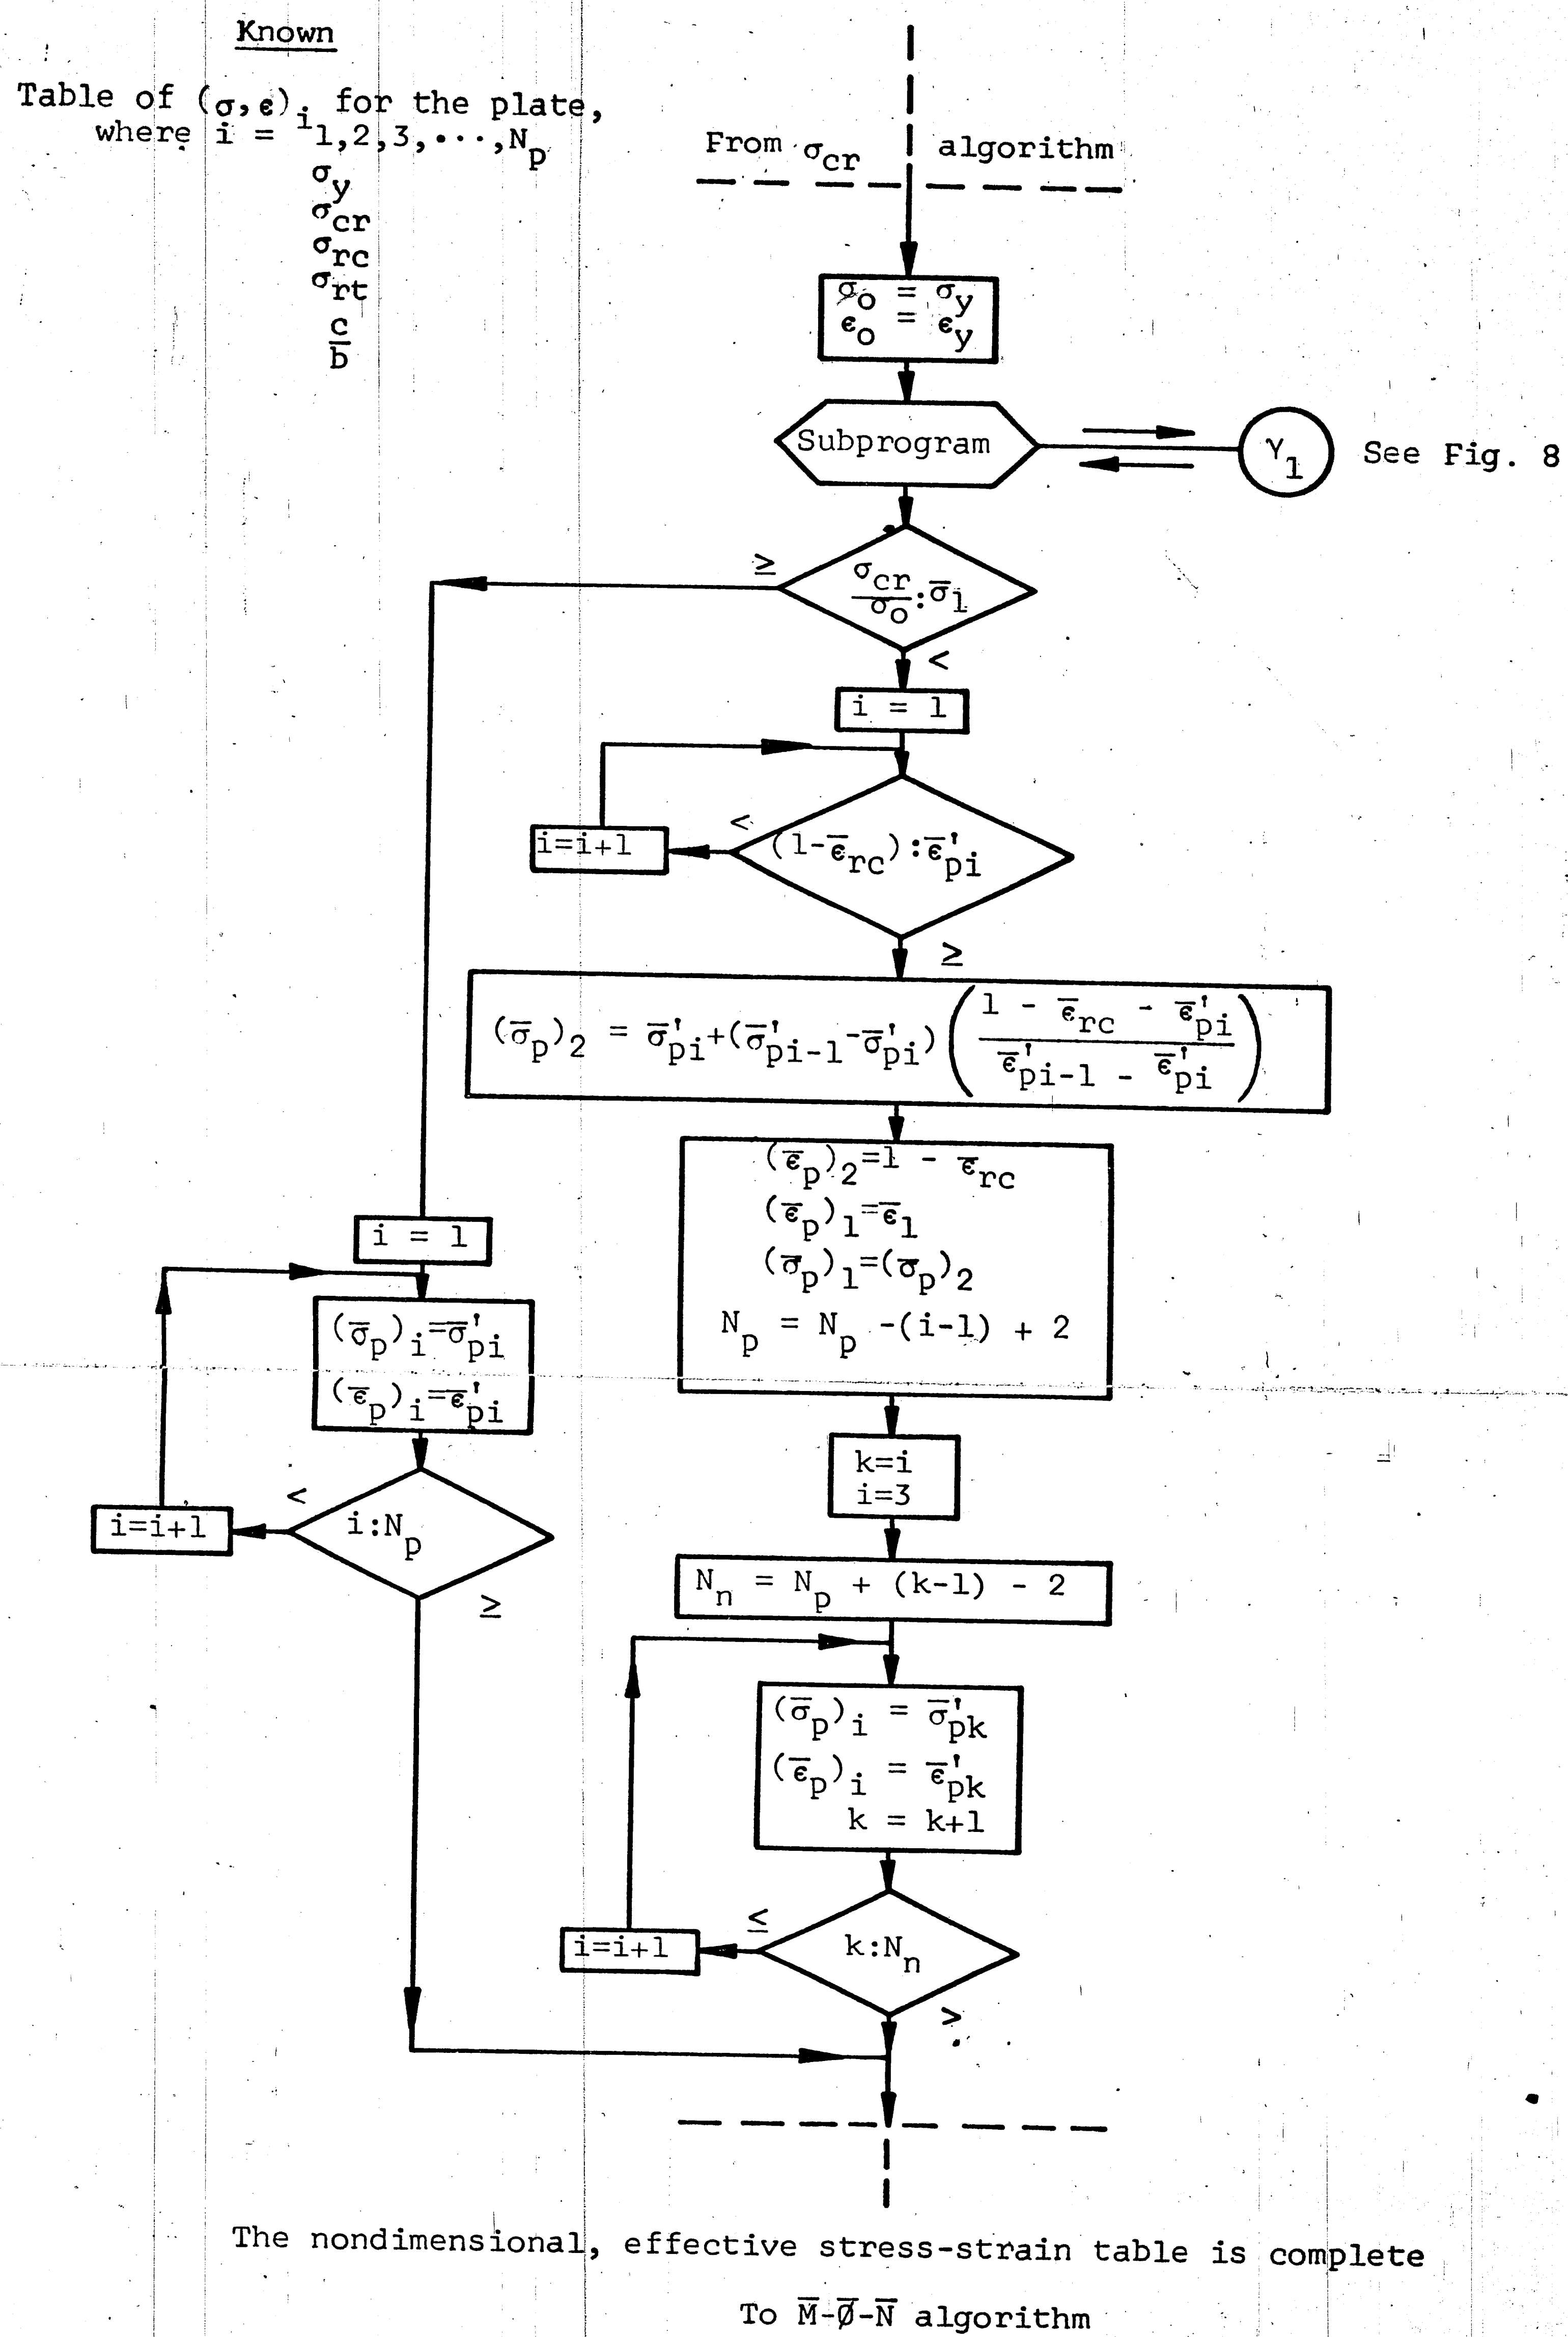 Known
Table of (σ,ϵ)i for the plate,
where i = 1,2,3,...,Np
σy
σcr
σrc
σrt
c/b
From σcr algorithm
σo = σy
ϵo = ϵy
Subprogram
γ1
See Fig. 8
≥
σcr/σo : σ̄1
<
i = 1
<
i=i+1
(1-ϵ̄rc):ϵ̄'pi
≥
(σ̄p)2 = σ̄'pi+(σ̄'pi-1-σ̄'pi)((1 - ϵ̄rc - ϵ̄'pi)/(ϵ̄'pi-1 - ϵ̄'pi))
(ϵ̄p)2=1 - ϵ̄rc
(ϵ̄p)1=ϵ̄1
(σ̄p)1=(σ̄p)2
Np = Np -(i-1) + 2
i = 1
(σ̄p)i=σ̄'pi
(ϵ̄p)i=ϵ̄'pi
<
i=i+1
i:Np
≥
k=i
i=3
Nn = Np + (k-1) - 2
(σ̄p)i = σ̄'pk
(ϵ̄p)i = ϵ̄'pk
k = k+1
≤
i=i+1
k:Nn
>
The nondimensional, effective stress-strain table is complete
To M̄-Ø̄-N̄ algorithm